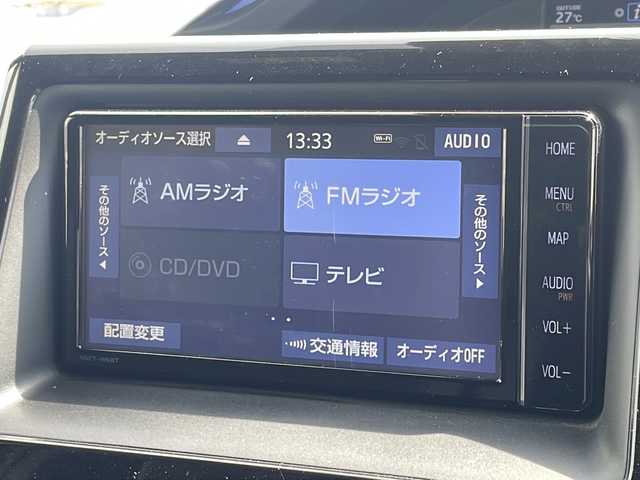 OUTSIDE
27℃
オーディオソース選択
13:33
Wi-Fi
AUDIO
その他のソース
AMラジオ
FMラジオ
その他のソース
CD/DVD
テレビ
配置変更
交通情報
オーディオOFF
HOME
MENU
CTRL
MAP
AUDIO
PWR
VOL+
VOL−